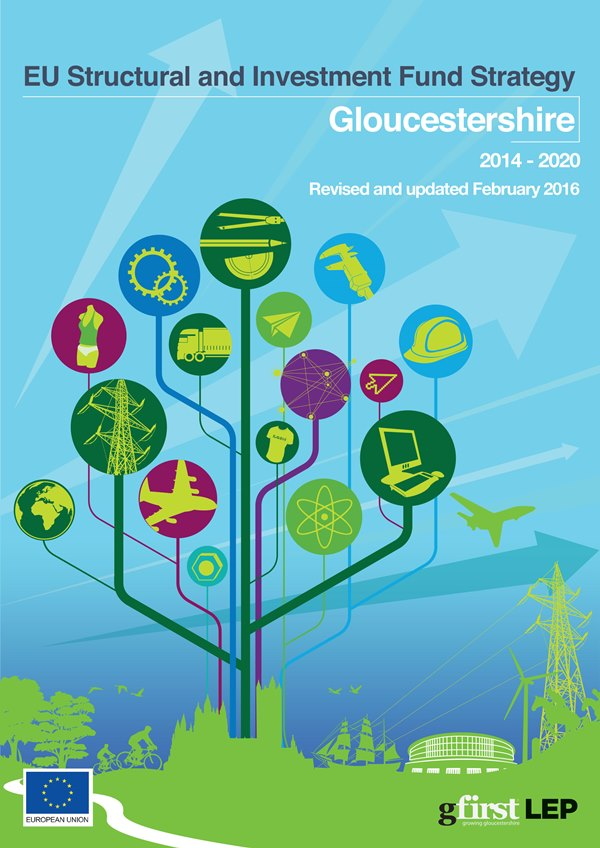 EU Structural and Investment Fund Strategy
Gloucestershire
2014 - 2020
Revised and updated February 2016
EUROPEAN UNION
gfirst LEP
growing gloucestershire